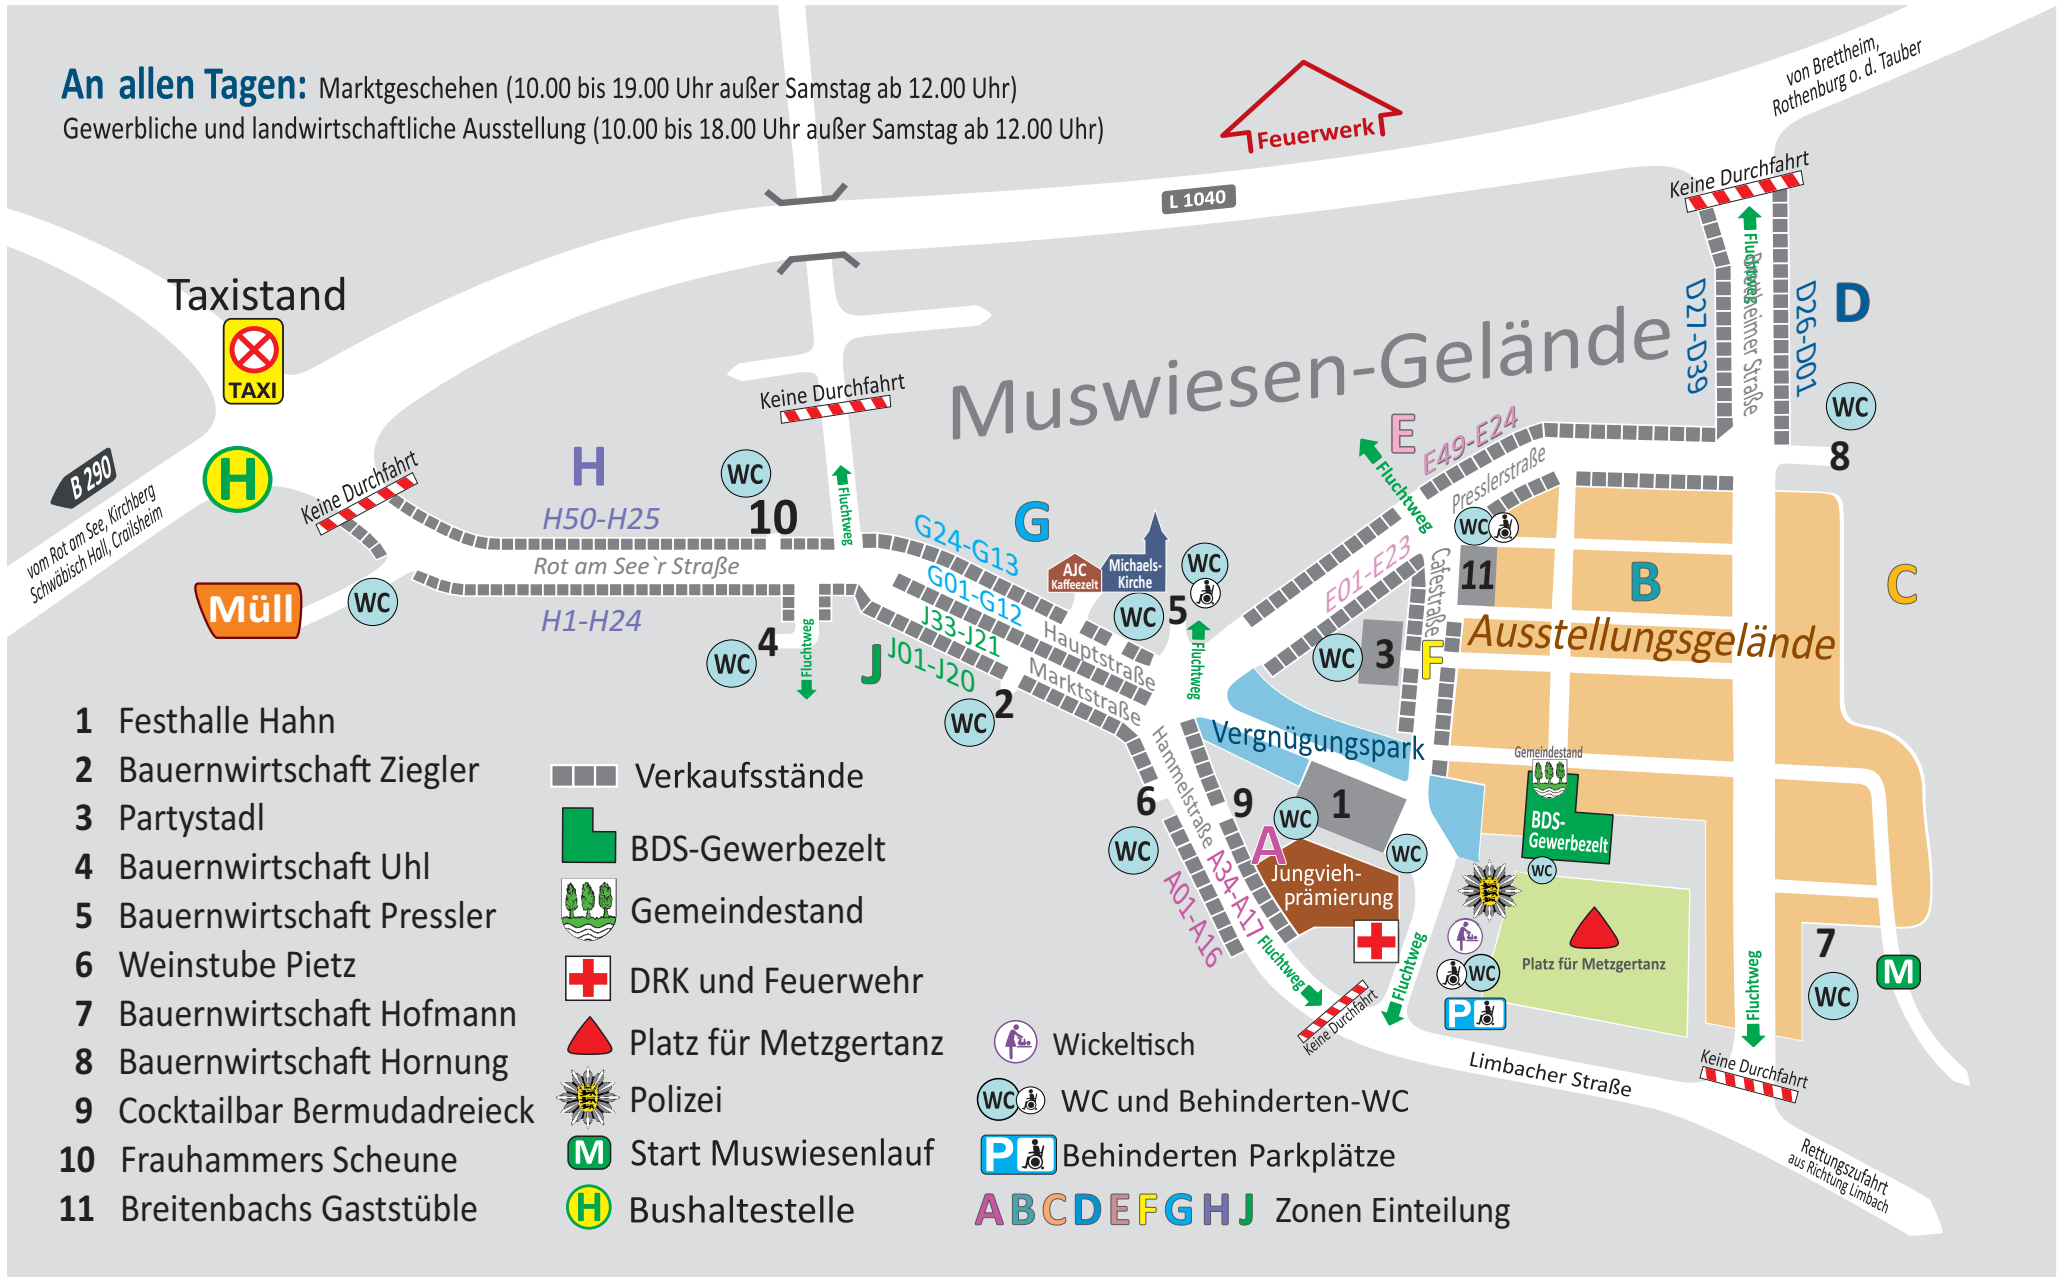 An allen Tagen: Marktgeschehen (10.00 bis 19.00 Uhr außer Samstag ab 12.00 Uhr)
Gewerbliche und landwirtschaftliche Ausstellung (10.00 bis 18.00 Uhr außer Samstag ab 12.00 Uhr)
Feuerwerk
von Brettheim,
Rothenburg o. d. Tauber
L 1040
Keine Durchfahrt
Fluchtweg
Brettheimer Straße
D27-D39
D26-D01
D
WC
8
Taxistand
TAXI
H
B 290
vom Rot am See, Kirchberg
Schwäbisch Hall, Crailsheim
Keine Durchfahrt
Müll
WC
Muswiesen-Gelände
Keine Durchfahrt
Fluchtweg
H
H50-H25
WC
10
Rot am See`r Straße
H1-H24
WC
4
Fluchtweg
G
G24-G13
G01-G12
J33-J21
J01-J20
J
AJC
Kaffeezelt
Michaels-
Kirche
WC
WC
5
Fluchtweg
Hauptstraße
Marktstraße
WC
2
E
E49-E24
Presslerstraße
Fluchtweg
E01-E23
WC
11
Cafestraße
WC
3
F
B
C
Ausstellungsgelände
Vergnügungspark
Hammelstraße
6
WC
9
A
WC
1
WC
A34-A17
A01-A16
Jungvieh-
prämierung
Fluchtweg
Keine Durchfahrt
Fluchtweg
Gemeindestand
BDS-
Gewerbezelt
WC
WC
P
Platz für Metzgertanz
Fluchtweg
7
WC
M
Keine Durchfahrt
Limbacher Straße
Rettungszufahrt
aus Richtung Limbach
1 Festhalle Hahn
2 Bauernwirtschaft Ziegler
3 Partystadl
4 Bauernwirtschaft Uhl
5 Bauernwirtschaft Pressler
6 Weinstube Pietz
7 Bauernwirtschaft Hofmann
8 Bauernwirtschaft Hornung
9 Cocktailbar Bermudadreieck
10 Frauhammers Scheune
11 Breitenbachs Gaststüble
Verkaufsstände
BDS-Gewerbezelt
Gemeindestand
DRK und Feuerwehr
Platz für Metzgertanz
Polizei
M Start Muswiesenlauf
H Bushaltestelle
Wickeltisch
WC WC und Behinderten-WC
P Behinderten Parkplätze
A B C D E F G H J Zonen Einteilung